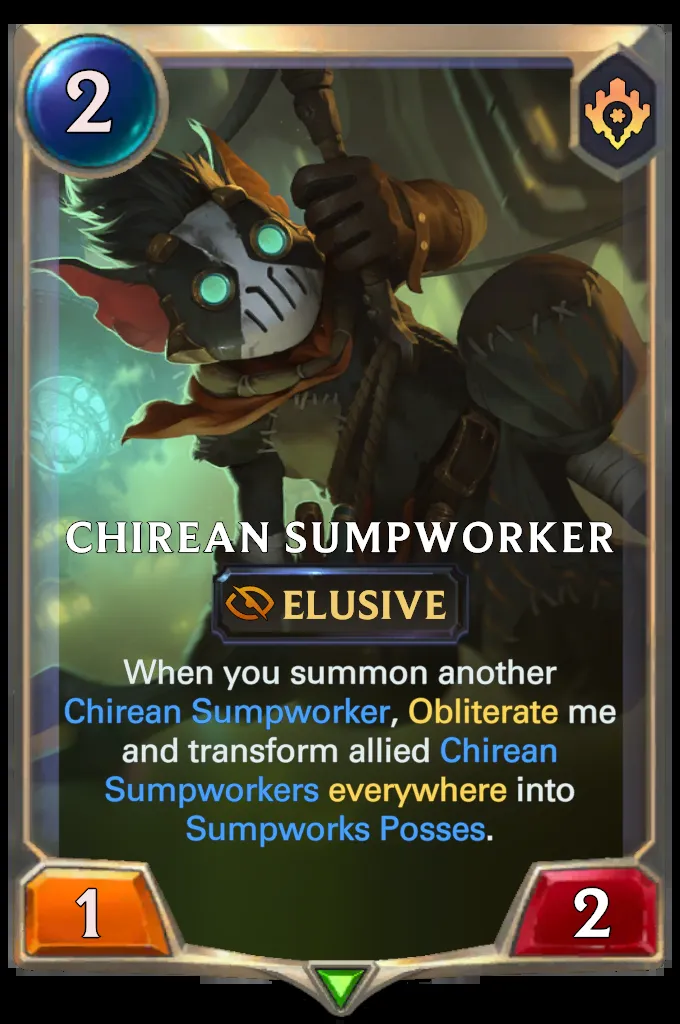 2
CHIREAN SUMPWORKER
ELUSIVE
When you summon another
Chirean Sumpworker, Obliterate me
and transform allied Chirean
Sumpworkers everywhere into
Sumpworks Posses.
1
2